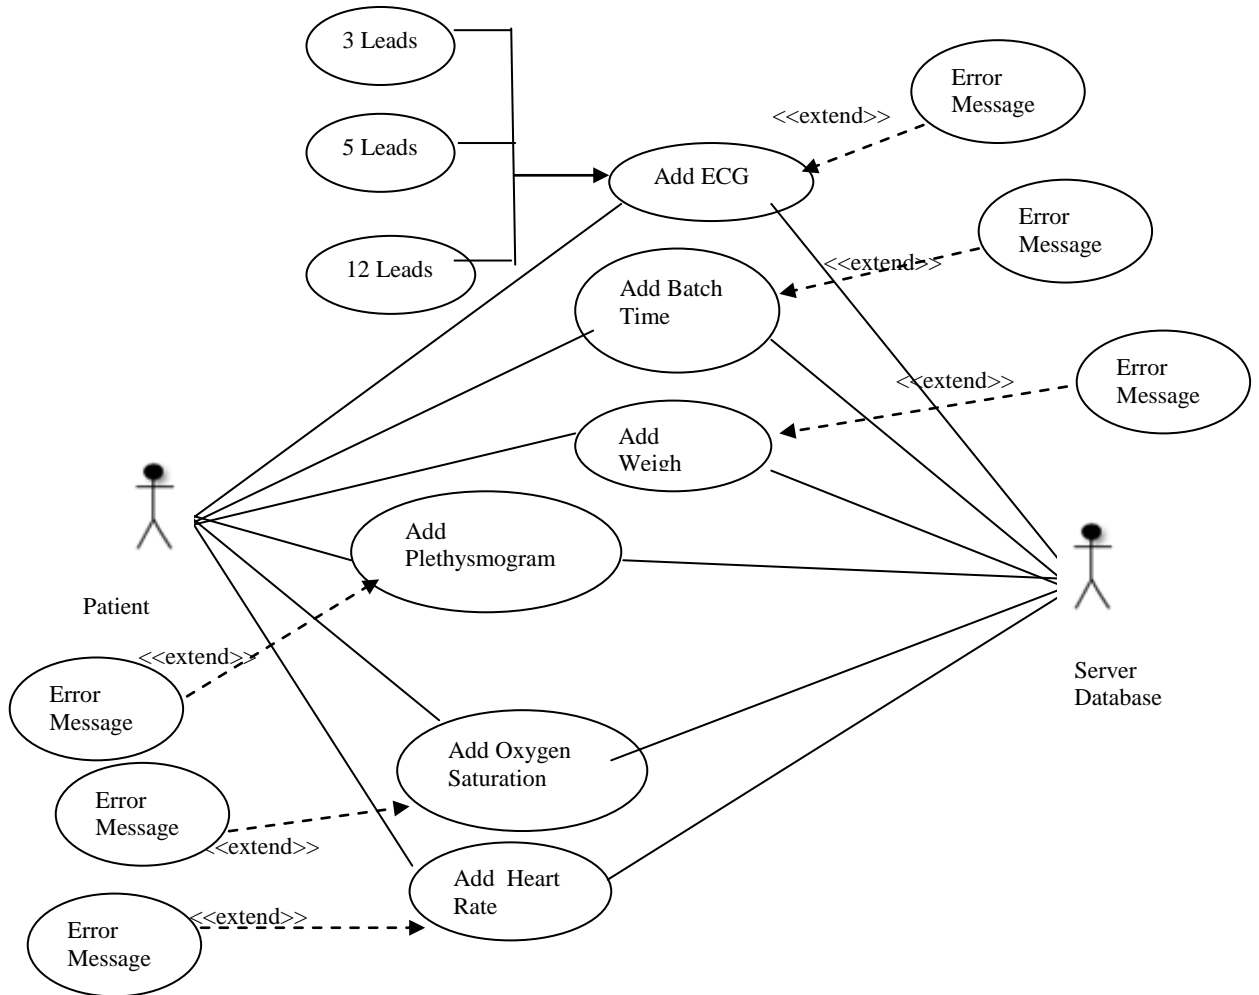 3 Leads
Error
Message
<<extend>>
5 Leads
Add ECG
Error
Message
12 Leads
<<extend>>
Add Batch
Time
Error
Message
<<extend>>
Add
Weigh
Add
Plethysmogram
Patient
<<extend>>
Server
Database
Error
Message
Add Oxygen
Saturation
Error
Message
<<extend>>
Add  Heart
Rate
<<extend>>
Error
Message